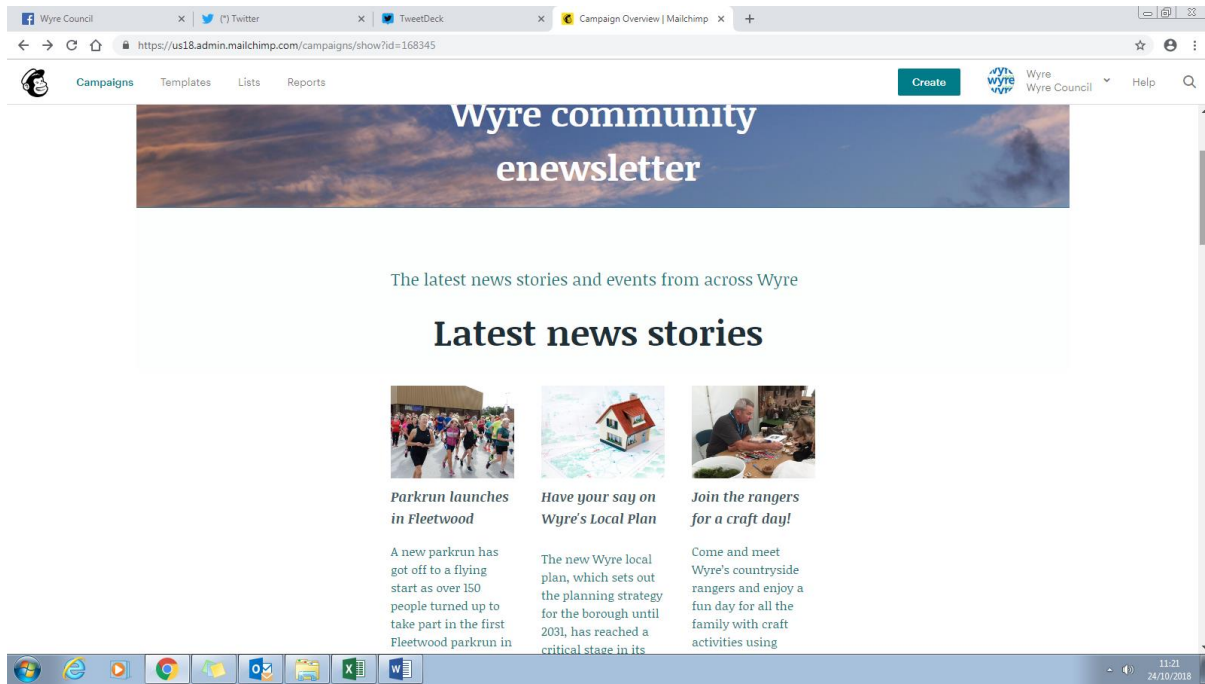 Wyre Council
(*) Twitter
TweetDeck
Campaign Overview | Mailchimp
https://us18.admin.mailchimp.com/campaigns/show?id=168345
Campaigns Templates Lists Reports
Create
wyre
Wyre
Wyre Council
Help
Wyre community
enewsletter
The latest news stories and events from across Wyre
Latest news stories
Parkrun launches
in Fleetwood
A new parkrun has
got off to a flying
start as over 150
people turned up to
take part in the first
Fleetwood parkrun in
Have your say on
Wyre's Local Plan
The new Wyre local
plan, which sets out
the planning strategy
for the borough until
2031, has reached a
critical stage in its
Join the rangers
for a craft day!
Come and meet
Wyre's countryside
rangers and enjoy a
fun day for all the
family with craft
activities using
11:21
24/10/2018